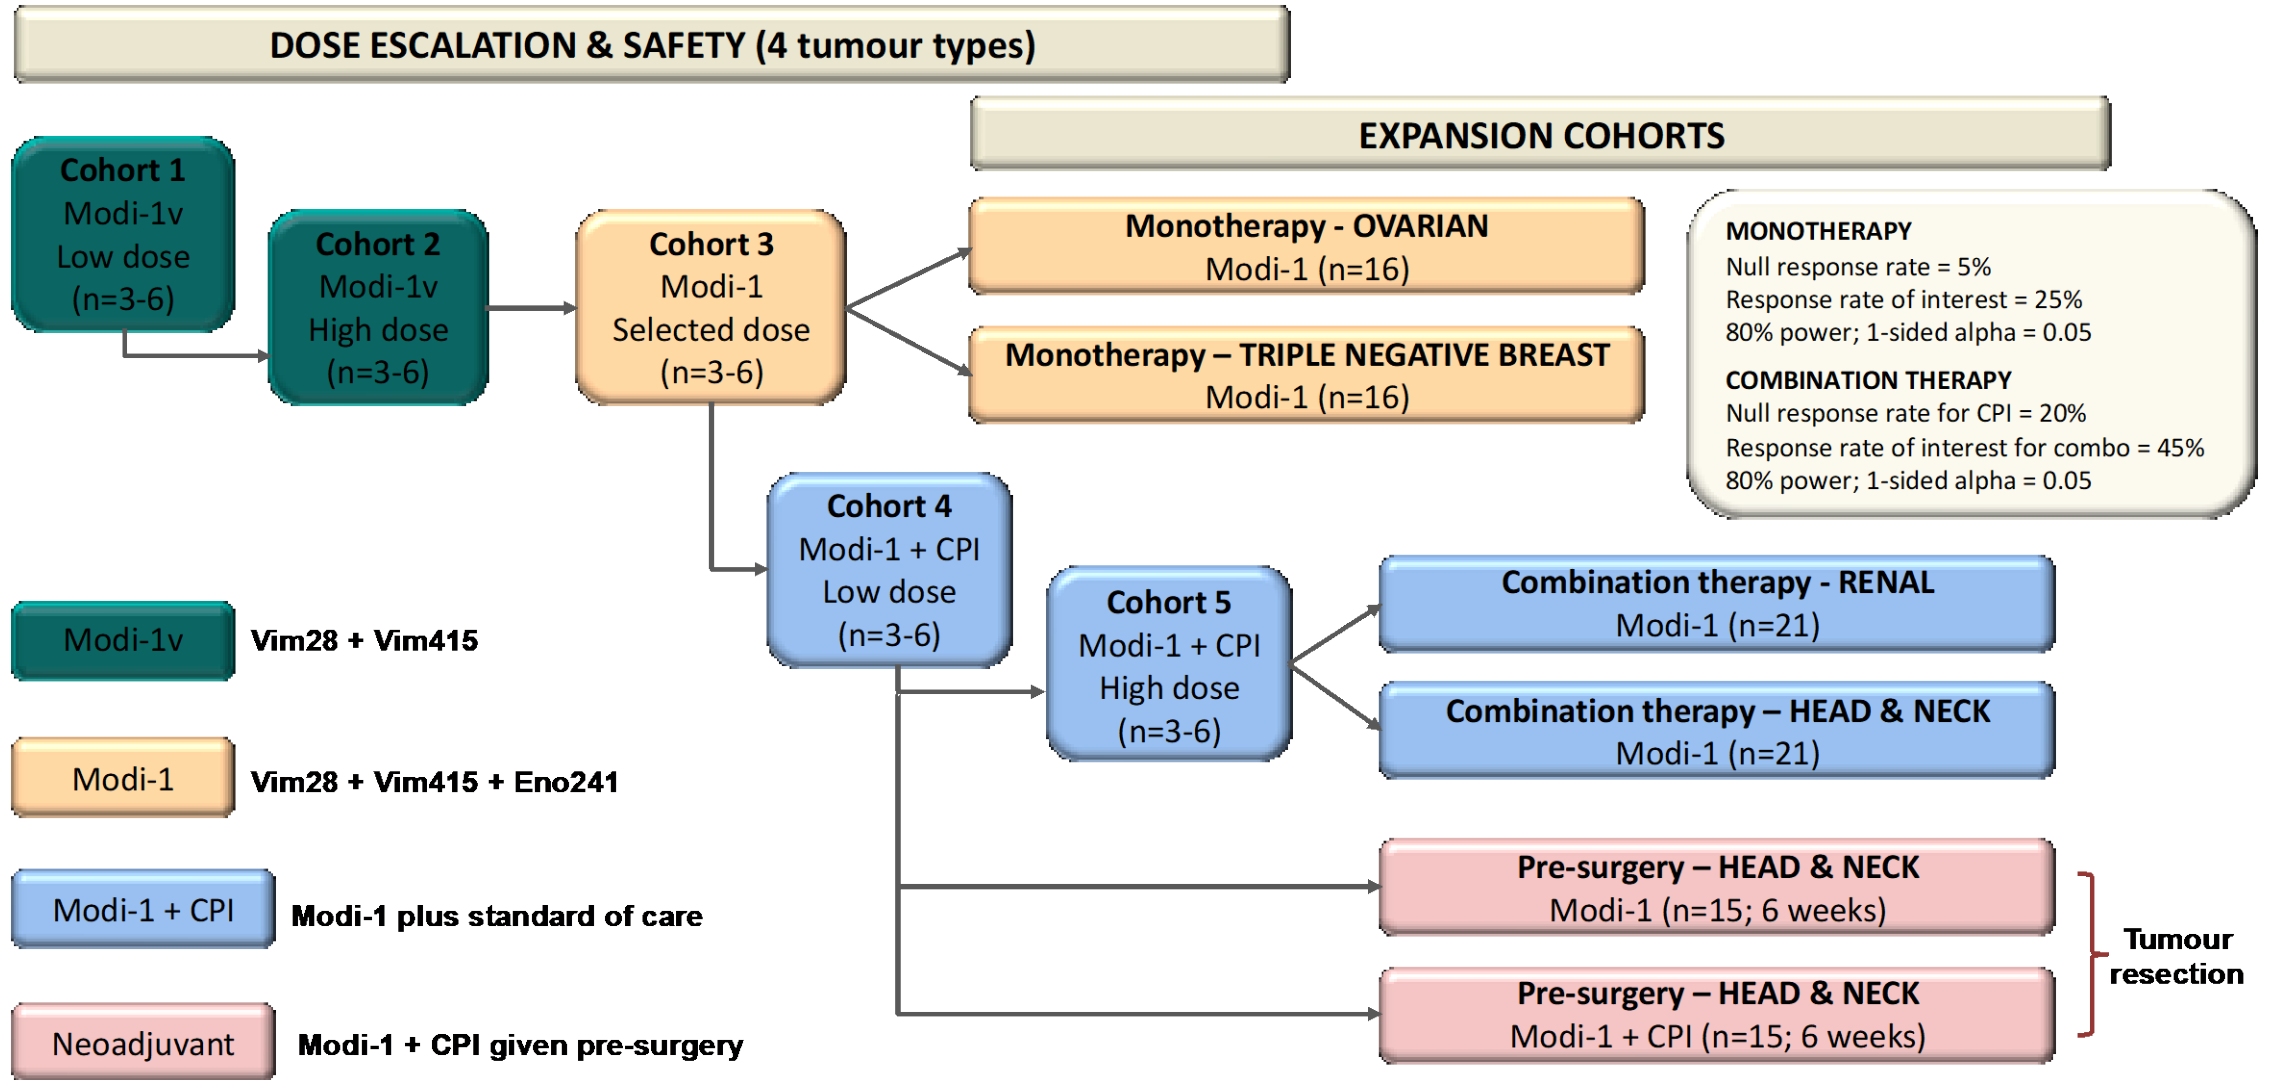 DOSE ESCALATION & SAFETY (4 tumour types)
EXPANSION COHORTS
Cohort 1
Modi-1v
Low dose
(n=3-6)
Cohort 2
Modi-1v
High dose
(n=3-6)
Cohort 3
Modi-1
Selected dose
(n=3-6)
Monotherapy - OVARIAN
Modi-1 (n=16)
Monotherapy – TRIPLE NEGATIVE BREAST
Modi-1 (n=16)
MONOTHERAPY
Null response rate = 5%
Response rate of interest = 25%
80% power; 1-sided alpha = 0.05
COMBINATION THERAPY
Null response rate for CPI = 20%
Response rate of interest for combo = 45%
80% power; 1-sided alpha = 0.05
Cohort 4
Modi-1 + CPI
Low dose
(n=3-6)
Cohort 5
Modi-1 + CPI
High dose
(n=3-6)
Combination therapy - RENAL
Modi-1 (n=21)
Combination therapy – HEAD & NECK
Modi-1 (n=21)
Pre-surgery – HEAD & NECK
Modi-1 (n=15; 6 weeks)
Pre-surgery – HEAD & NECK
Modi-1 + CPI (n=15; 6 weeks)
Tumour
resection
Modi-1v
Vim28 + Vim415
Modi-1
Vim28 + Vim415 + Eno241
Modi-1 + CPI
Modi-1 plus standard of care
Neoadjuvant
Modi-1 + CPI given pre-surgery